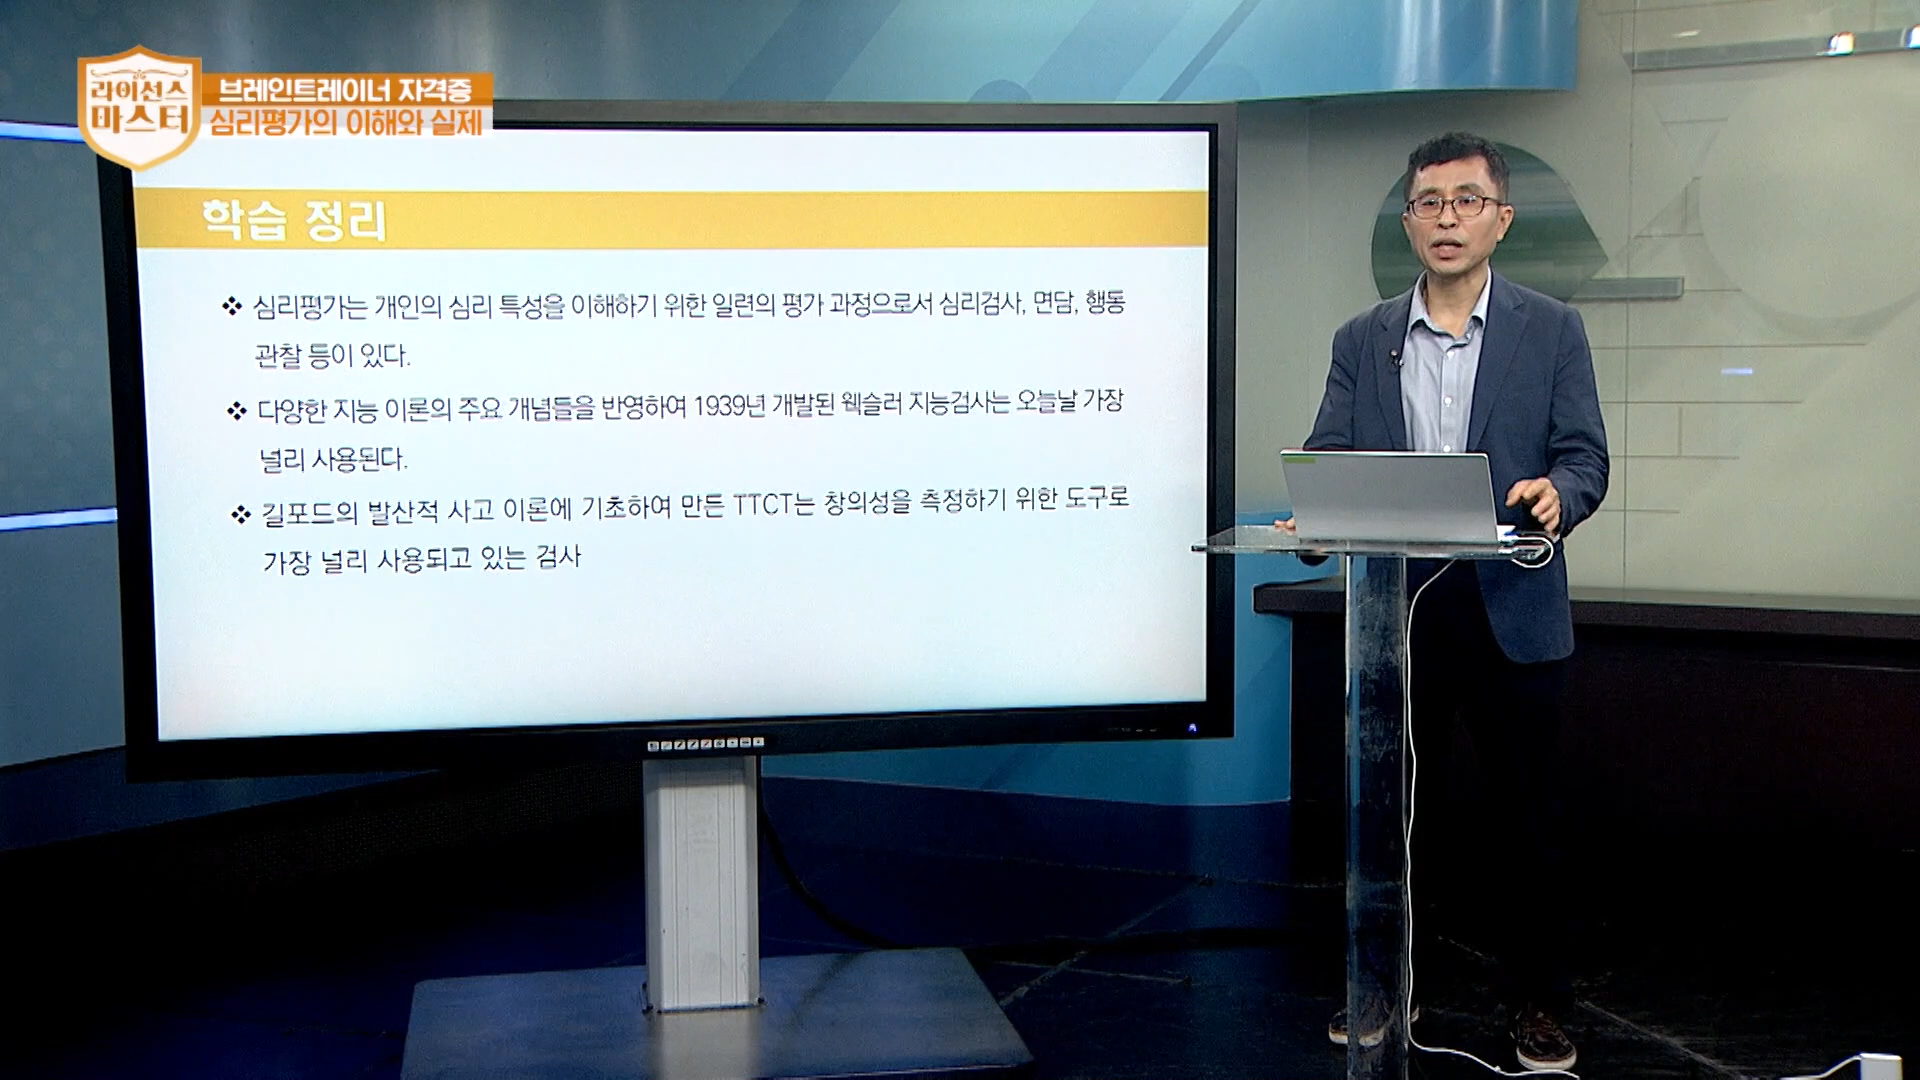 라이선스
마스터
브레인트레이너 자격증
심리평가의 이해와 실제
학습 정리
❖ 심리평가는 개인의 심리 특성을 이해하기 위한 일련의 평가 과정으로서 심리검사, 면담, 행동
관찰 등이 있다.
❖ 다양한 지능 이론의 주요 개념들을 반영하여 1939년 개발된 웩슬러 지능검사는 오늘날 가장
널리 사용된다.
❖ 길포드의 발산적 사고 이론에 기초하여 만든 TTCT는 창의성을 측정하기 위한 도구로
가장 널리 사용되고 있는 검사